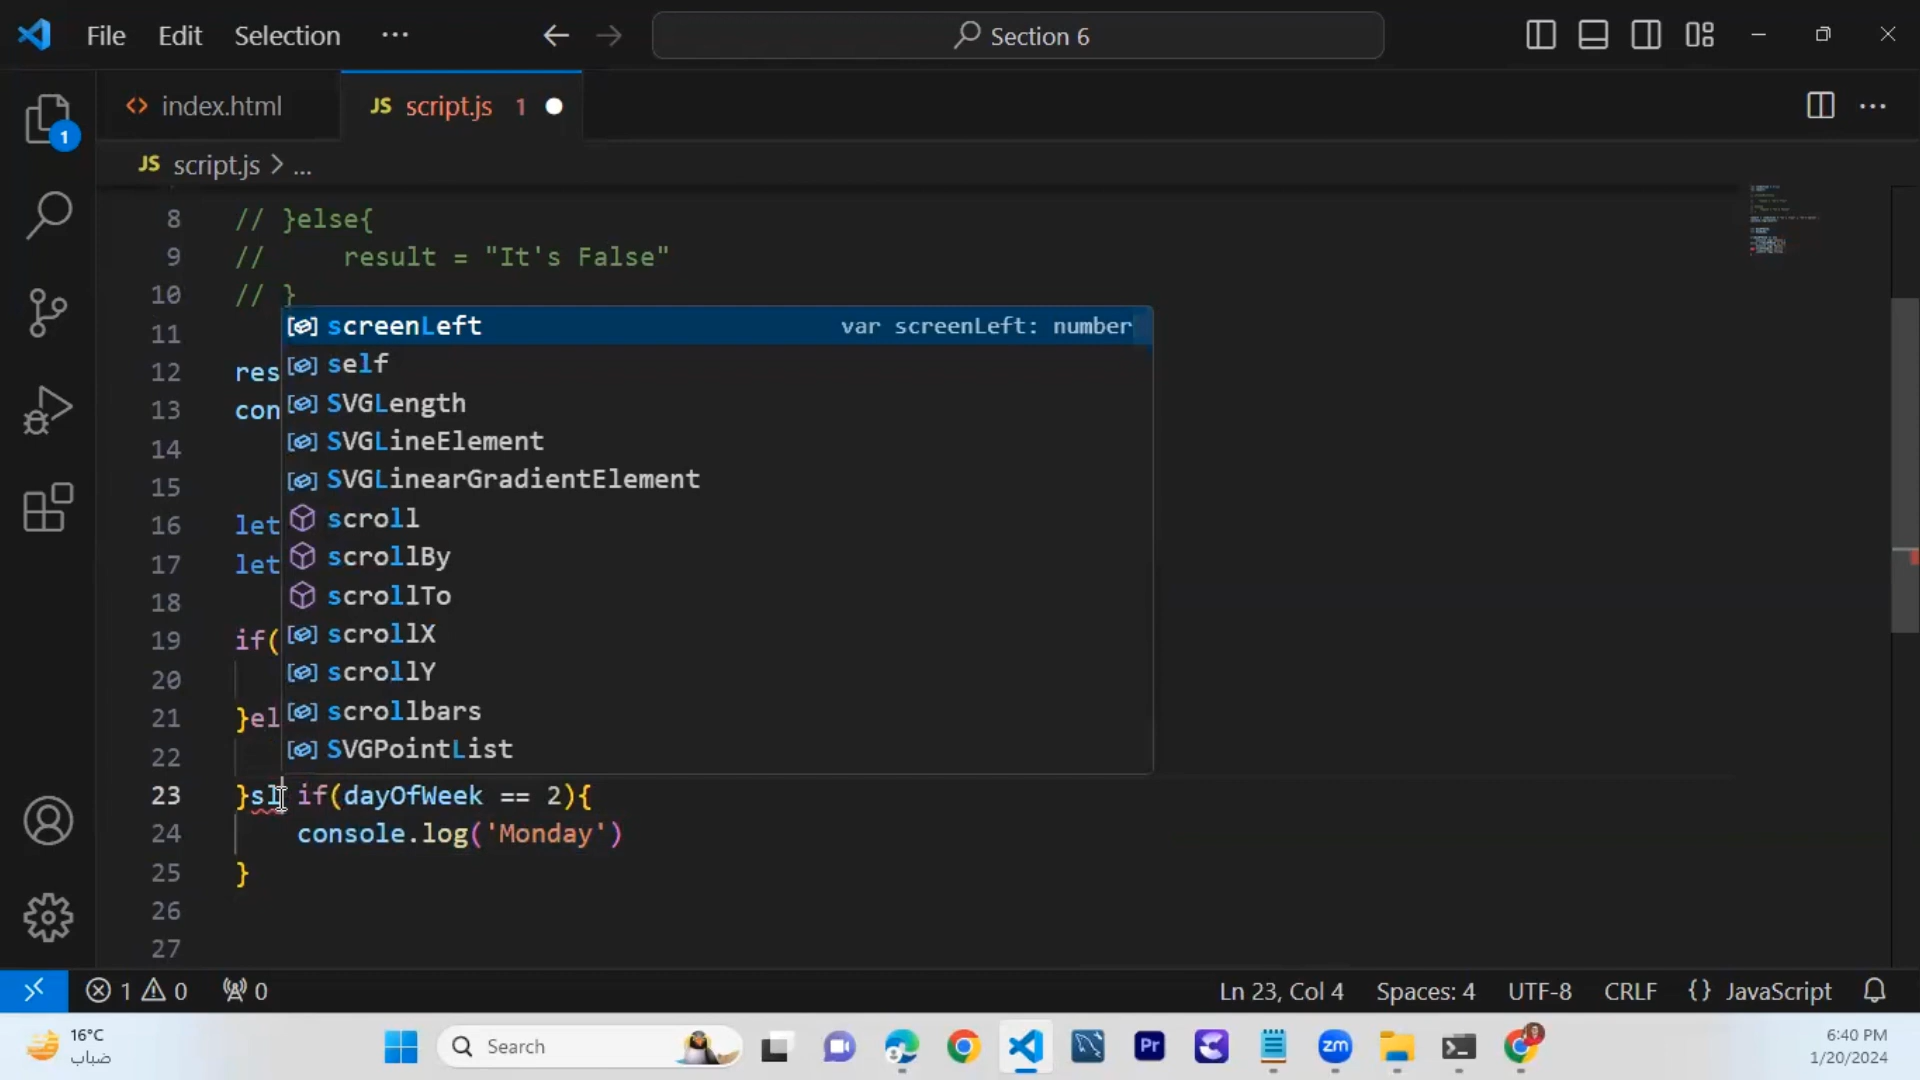 File Edit Selection ... Section 6
index.html JS script.js 1
JS script.js > ...
8 // }else{
9 // result = "It's False"
10 // }
11
12 res
13 con
14
15
16 let
17 let
18
19 if(
20
21 }el
22
23 }sl if(dayOfWeek == 2){
24 console.log('Monday')
25 }
26
27
screenLeft var screenLeft: number
self
SVGLength
SVGLineElement
SVGLinearGradientElement
scroll
scrollBy
scrollTo
scrollX
scrollY
scrollbars
SVGPointList
1
1 0 0 Ln 23, Col 4 Spaces: 4 UTF-8 CRLF {} JavaScript
16°C
ضباب
Search
Pr
zm
6:40 PM
1/20/2024